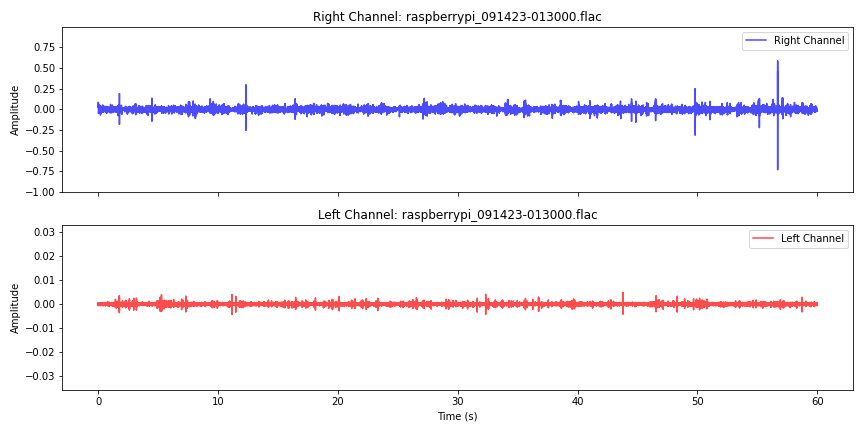 Right Channel: raspberrypi_091423-013000.flac
Right Channel
Amplitude
0.75
0.50
0.25
0.00
−0.25
−0.50
−0.75
−1.00
Left Channel: raspberrypi_091423-013000.flac
Left Channel
Amplitude
0.03
0.02
0.01
0.00
−0.01
−0.02
−0.03
0 10 20 30 40 50 60
Time (s)